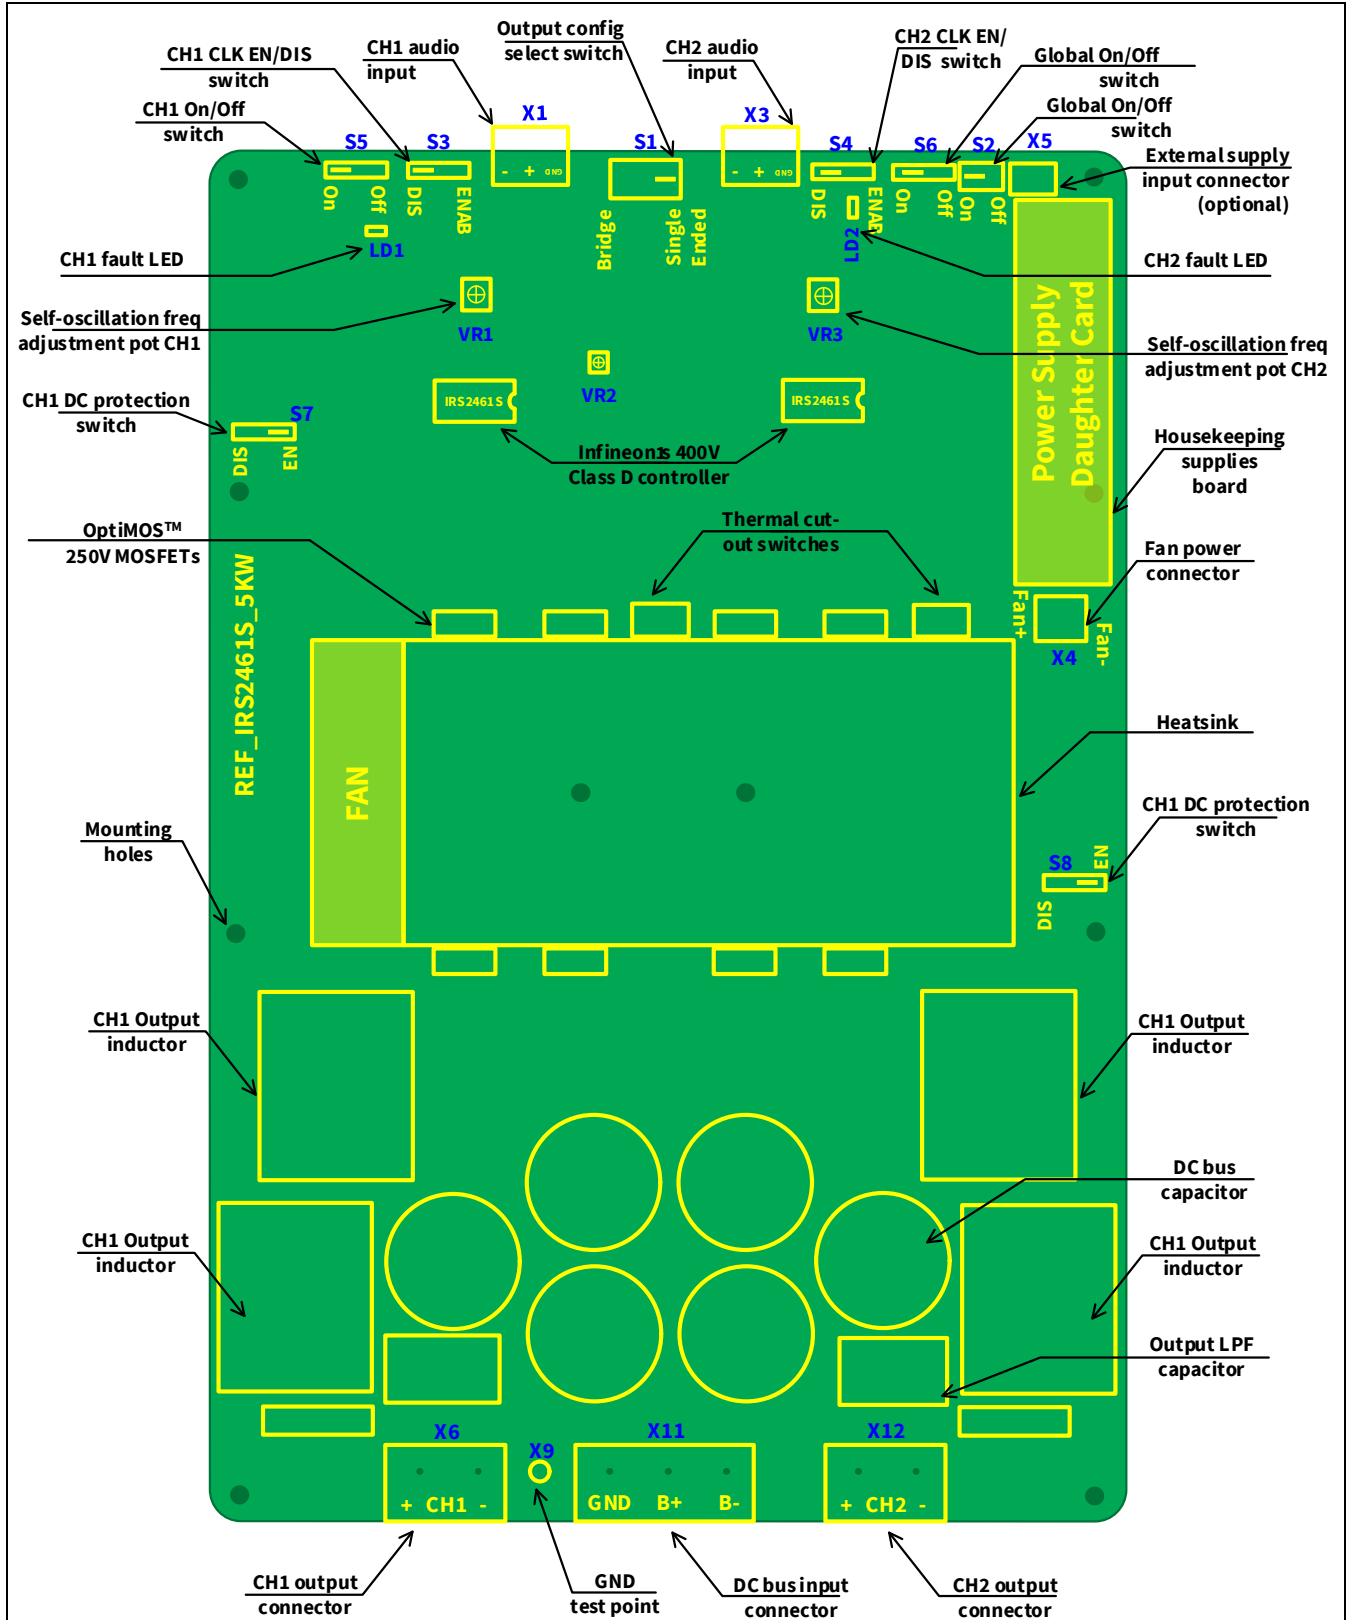 Output config
select switch
CH1 audio
input
CH2 audio
input
CH2 CLK EN/
DIS switch
CH1 CLK EN/DIS
switch
Global On/Off
switch
CH1 On/Off
switch
Global On/Off
switch
External supply
input connector
(optional)
X1
X3
S5
S3
S1
S4
S6
S2
X5
- + GND
- + GND
On
Off
DIS
ENAB
Bridge
Single
Ended
DIS
ENAB
On
Off
On
Off
LD1
LD2
CH1 fault LED
CH2 fault LED
Self-oscillation freq
adjustment pot CH1
VR1
VR3
Self-oscillation freq
adjustment pot CH2
VR2
Power Supply
Daughter Card
IRS2461S
IRS2461S
CH1 DC protection
switch
S7
DIS
EN
Class D controller
Housekeeping
supplies
board
OptiMOS™
250V MOSFETs
Thermal cut-
out switches
Fan power
connector
Fan+
Fan-
X4
REF_IRS2461S_5KW
FAN
Heatsink
CH1 DC protection
switch
S8
EN
DIS
Mounting
holes
CH1 Output
inductor
CH1 Output
inductor
DC bus
capacitor
CH1 Output
inductor
CH1 Output
inductor
Output LPF
capacitor
X6
X9
X11
X12
+ CH1 -
GND B+ B-
+ CH2 -
CH1 output
connector
GND
test point
DC bus input
connector
CH2 output
connector